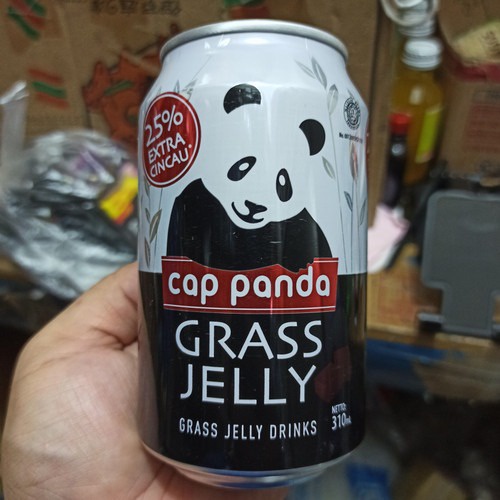 25%
EXTRA
CINCAU*
cap panda
GRASS
JELLY
GRASS JELLY DRINKS
NETTO:
310mL